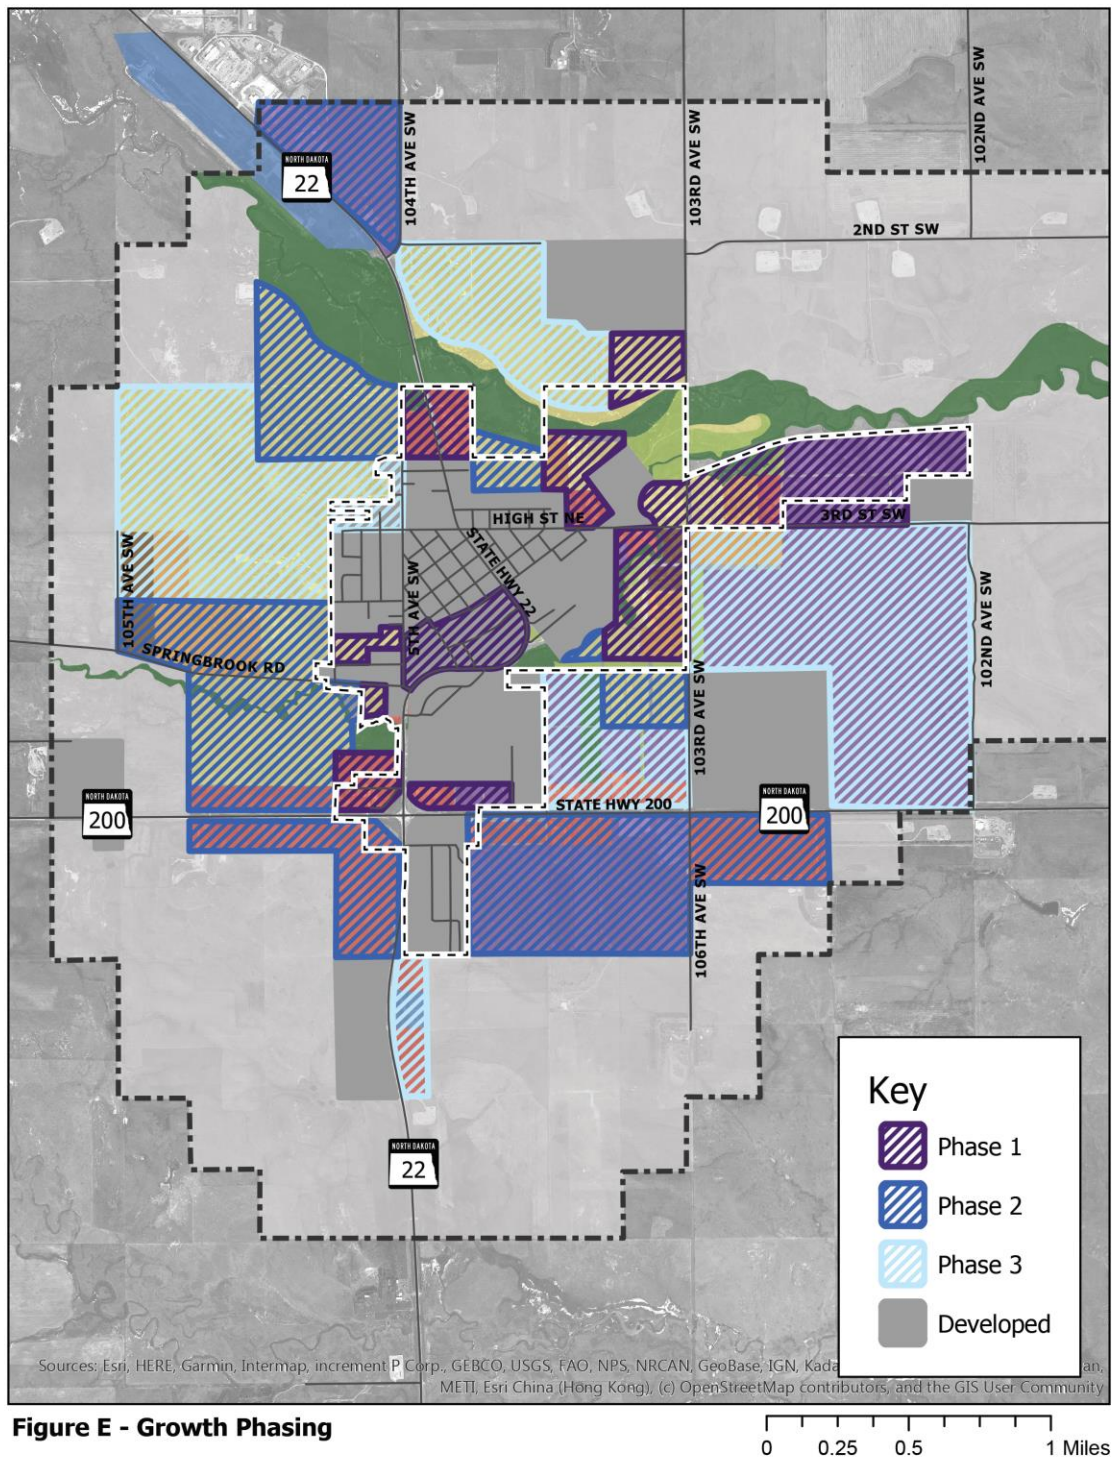 102ND AVE SW
104TH AVE SW
103RD AVE SW
NORTH DAKOTA
22
2ND ST SW
HIGH ST NE
3RD ST SW
STATE HWY 22
105TH AVE SW
5TH AVE SW
102ND AVE SW
SPRINGBROOK RD
103RD AVE SW
NORTH DAKOTA
200
STATE HWY 200
NORTH DAKOTA
200
106TH AVE SW
NORTH DAKOTA
22
Key
Phase 1
Phase 2
Phase 3
Developed
Sources: Esri, HERE, Garmin, Intermap, increment P Corp., GEBCO, USGS, FAO, NPS, NRCAN, GeoBase, IGN, Kada an,
METI, Esri China (Hong Kong), (c) OpenStreetMap contributors, and the GIS User Community
Figure E - Growth Phasing
0 0.25 0.5 1 Miles